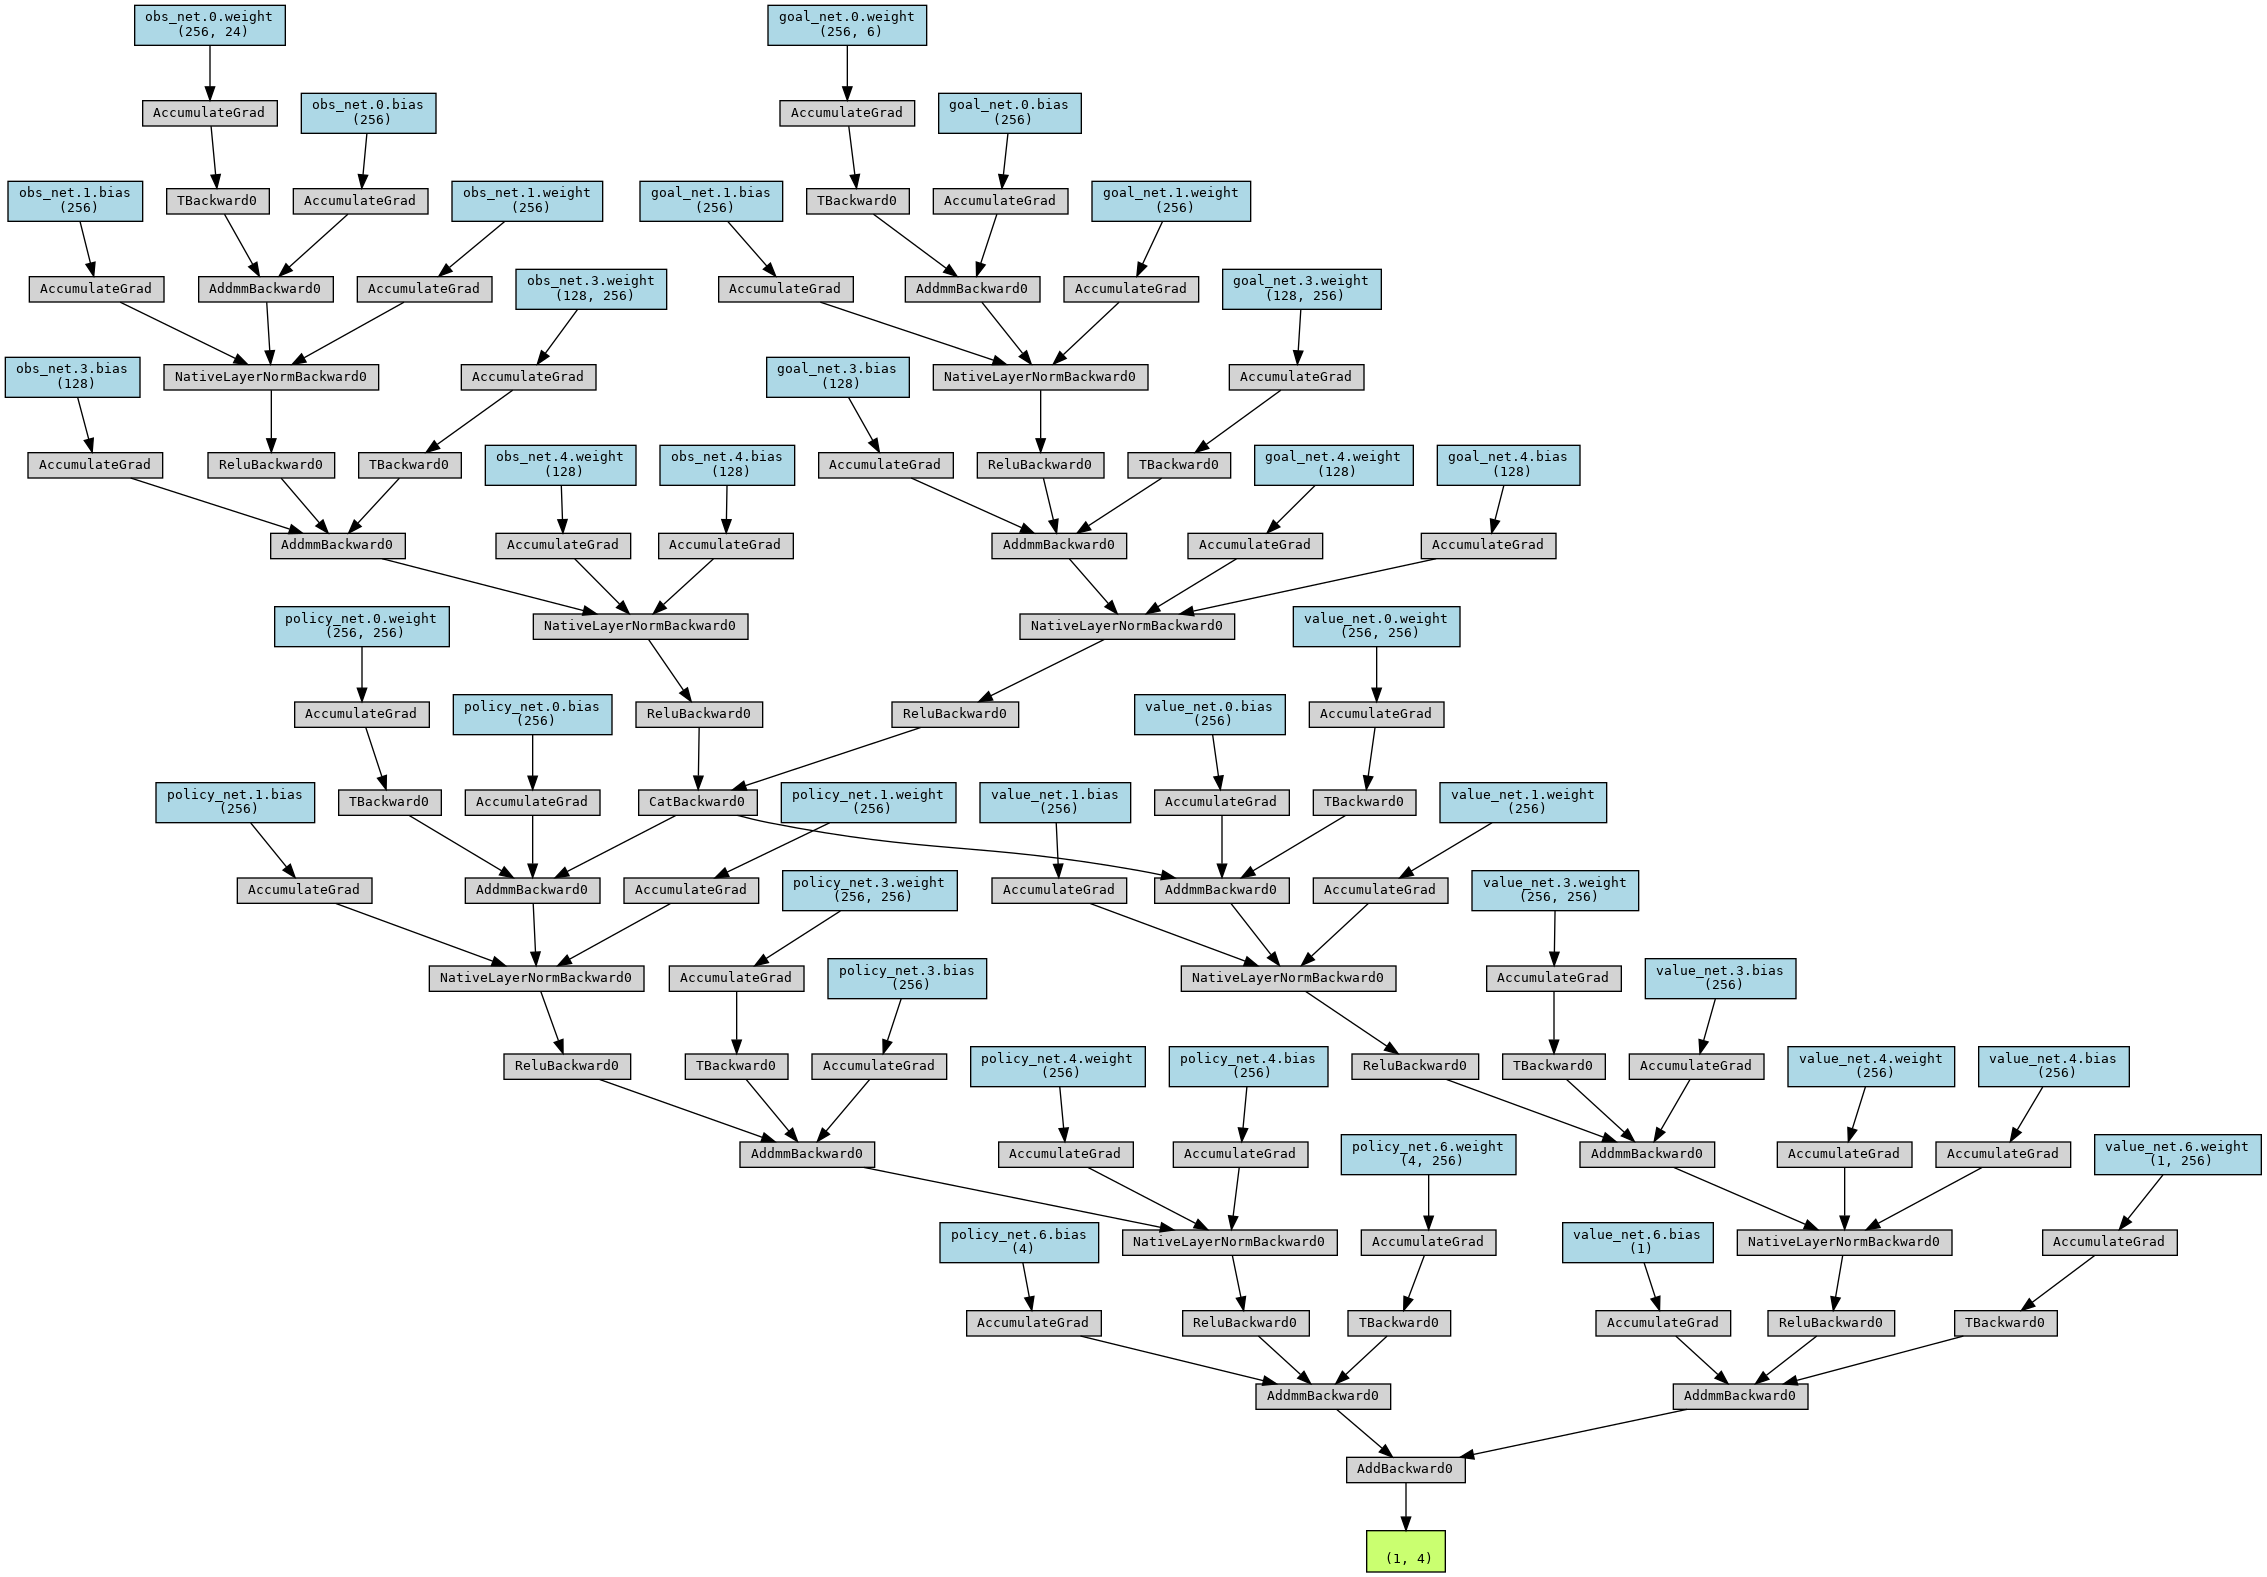 obs_net.0.weight
(256, 24)
goal_net.0.weight
(256, 6)
AccumulateGrad
obs_net.0.bias
(256)
AccumulateGrad
goal_net.0.bias
(256)
obs_net.1.bias
(256)
TBackward0
AccumulateGrad
obs_net.1.weight
(256)
goal_net.1.bias
(256)
TBackward0
AccumulateGrad
goal_net.1.weight
(256)
AccumulateGrad
AddmmBackward0
AccumulateGrad
obs_net.3.weight
(128, 256)
AccumulateGrad
AddmmBackward0
AccumulateGrad
goal_net.3.weight
(128, 256)
obs_net.3.bias
(128)
NativeLayerNormBackward0
AccumulateGrad
goal_net.3.bias
(128)
NativeLayerNormBackward0
AccumulateGrad
AccumulateGrad
ReluBackward0
TBackward0
obs_net.4.weight
(128)
obs_net.4.bias
(128)
AccumulateGrad
ReluBackward0
TBackward0
goal_net.4.weight
(128)
goal_net.4.bias
(128)
AddmmBackward0
AccumulateGrad
AccumulateGrad
AddmmBackward0
AccumulateGrad
AccumulateGrad
policy_net.0.weight
(256, 256)
NativeLayerNormBackward0
NativeLayerNormBackward0
value_net.0.weight
(256, 256)
AccumulateGrad
policy_net.0.bias
(256)
ReluBackward0
ReluBackward0
value_net.0.bias
(256)
AccumulateGrad
policy_net.1.bias
(256)
TBackward0
AccumulateGrad
CatBackward0
policy_net.1.weight
(256)
value_net.1.bias
(256)
AccumulateGrad
TBackward0
value_net.1.weight
(256)
AccumulateGrad
AddmmBackward0
AccumulateGrad
policy_net.3.weight
(256, 256)
AccumulateGrad
AddmmBackward0
AccumulateGrad
value_net.3.weight
(256, 256)
NativeLayerNormBackward0
AccumulateGrad
policy_net.3.bias
(256)
NativeLayerNormBackward0
AccumulateGrad
value_net.3.bias
(256)
ReluBackward0
TBackward0
AccumulateGrad
policy_net.4.weight
(256)
policy_net.4.bias
(256)
ReluBackward0
TBackward0
AccumulateGrad
value_net.4.weight
(256)
value_net.4.bias
(256)
AddmmBackward0
AccumulateGrad
AccumulateGrad
policy_net.6.weight
(4, 256)
AddmmBackward0
AccumulateGrad
AccumulateGrad
value_net.6.weight
(1, 256)
policy_net.6.bias
(4)
NativeLayerNormBackward0
AccumulateGrad
value_net.6.bias
(1)
NativeLayerNormBackward0
AccumulateGrad
AccumulateGrad
ReluBackward0
TBackward0
AccumulateGrad
ReluBackward0
TBackward0
AddmmBackward0
AddmmBackward0
AddBackward0
(1, 4)